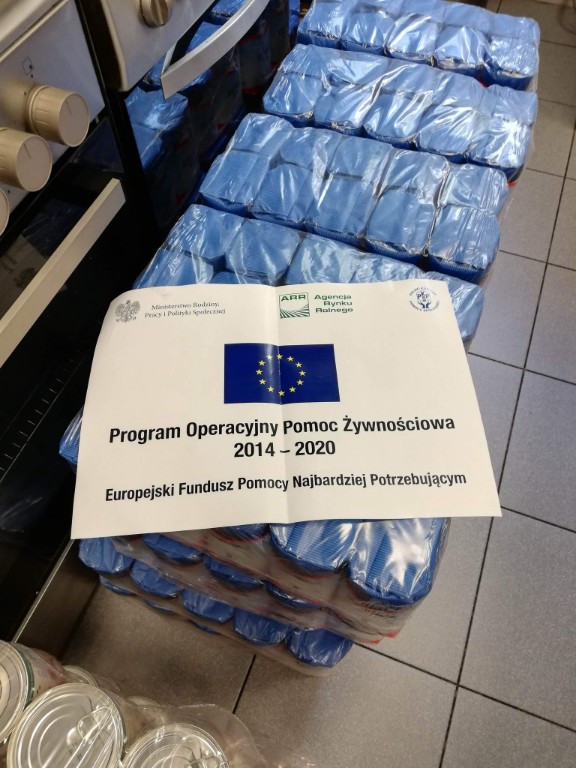 Ministerstwo Rodziny,
Pracy i Polityki Społecznej
ARR
Agencja
Rynku
Rolnego
Program Operacyjny Pomoc Żywnościowa
2014 – 2020
Europejski Fundusz Pomocy Najbardziej Potrzebującym